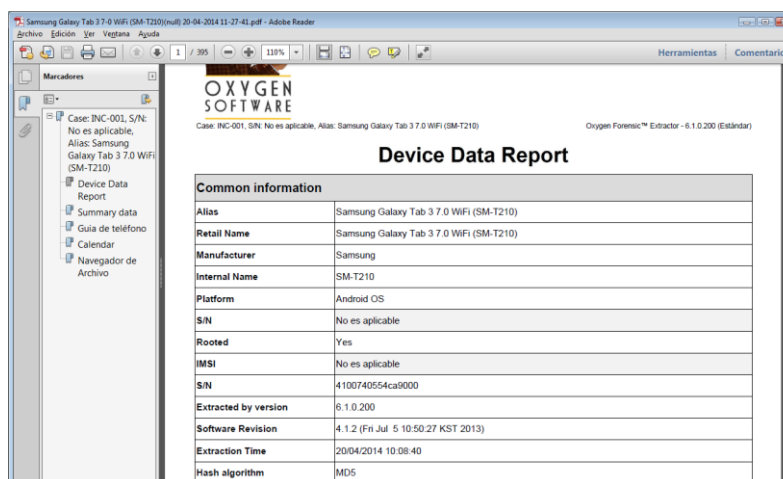 Samsung Galaxy Tab 3 7-0 WiFi (SM-T210)(null) 20-04-2014 11-27-41.pdf - Adobe Reader
Archivo Edición Ver Ventana Ayuda
1 / 395 110% Herramientas Comentario
Marcadores
Case: INC-001, S/N:
No es aplicable,
Alias: Samsung
Galaxy Tab 3 7.0 WiFi
(SM-T210)
Device Data
Report
Summary data
Guia de teléfono
Calendar
Navegador de
Archivo
OXYGEN
SOFTWARE
Case: INC-001, S/N: No es aplicable, Alias: Samsung Galaxy Tab 3 7.0 WiFi (SM-T210) Oxygen Forensic™ Extractor - 6.1.0.200 (Estándar)
Device Data Report
Common information
Alias Samsung Galaxy Tab 3 7.0 WiFi (SM-T210)
Retail Name Samsung Galaxy Tab 3 7.0 WiFi (SM-T210)
Manufacturer Samsung
Internal Name SM-T210
Platform Android OS
S/N No es aplicable
Rooted Yes
IMSI No es aplicable
S/N 4100740554ca9000
Extracted by version 6.1.0.200
Software Revision 4.1.2 (Fri Jul 5 10:50:27 KST 2013)
Extraction Time 20/04/2014 10:08:40
Hash algorithm MD5